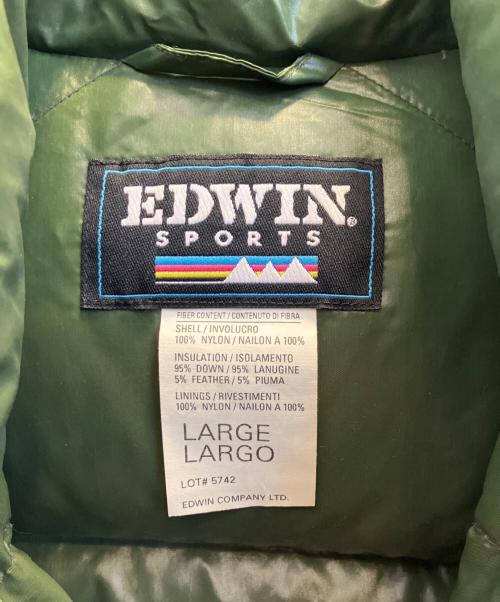 EDWIN®
SPORTS
FIBER CONTENT / CONTENUTO DI FIBRA
SHELL / INVOLUCRO
100% NYLON / NAILON A 100%
INSULATION / ISOLAMENTO
95% DOWN / 95% LANUGINE
5% FEATHER / 5% PIUMA
LININGS / RIVESTIMENTI
100% NYLON / NAILON A 100%
LARGE
LARGO
LOT# 5742
EDWIN COMPANY LTD.